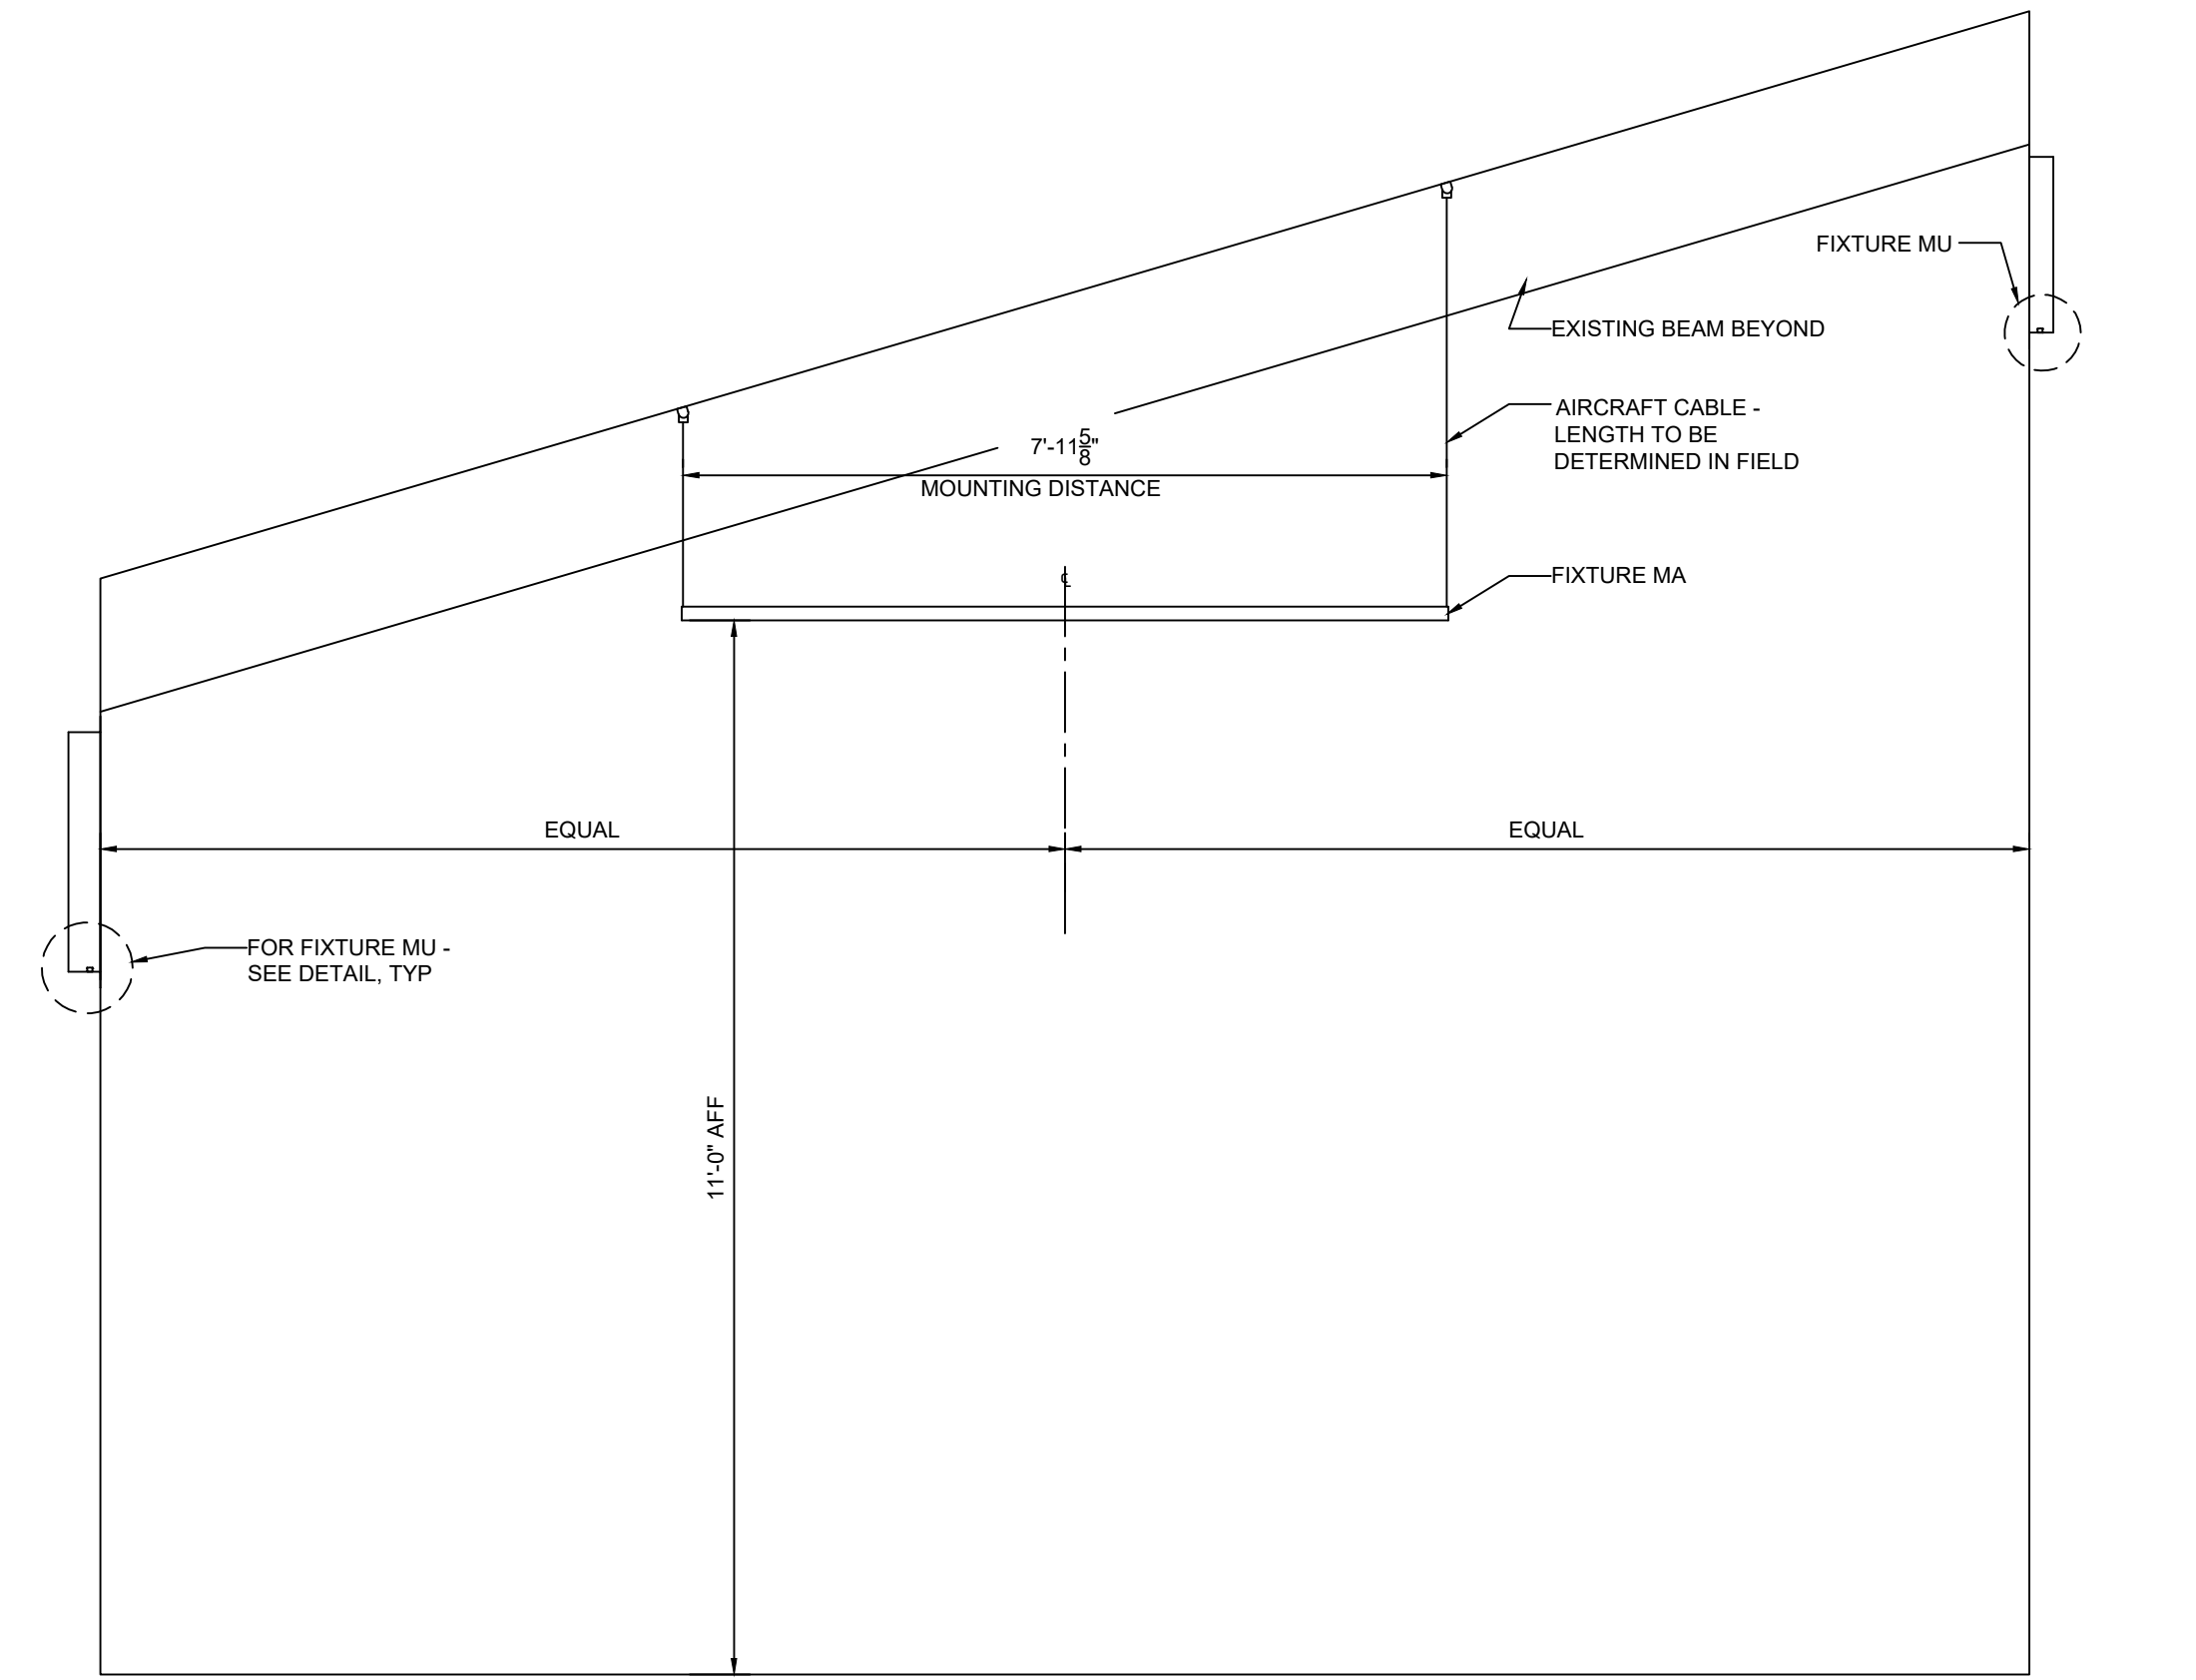 FIXTURE MU
EXISTING BEAM BEYOND
AIRCRAFT CABLE -
LENGTH TO BE
DETERMINED IN FIELD
7'-11 5/8"
MOUNTING DISTANCE
℄
FIXTURE MA
EQUAL
EQUAL
FOR FIXTURE MU -
SEE DETAIL, TYP
11'-0" AFF